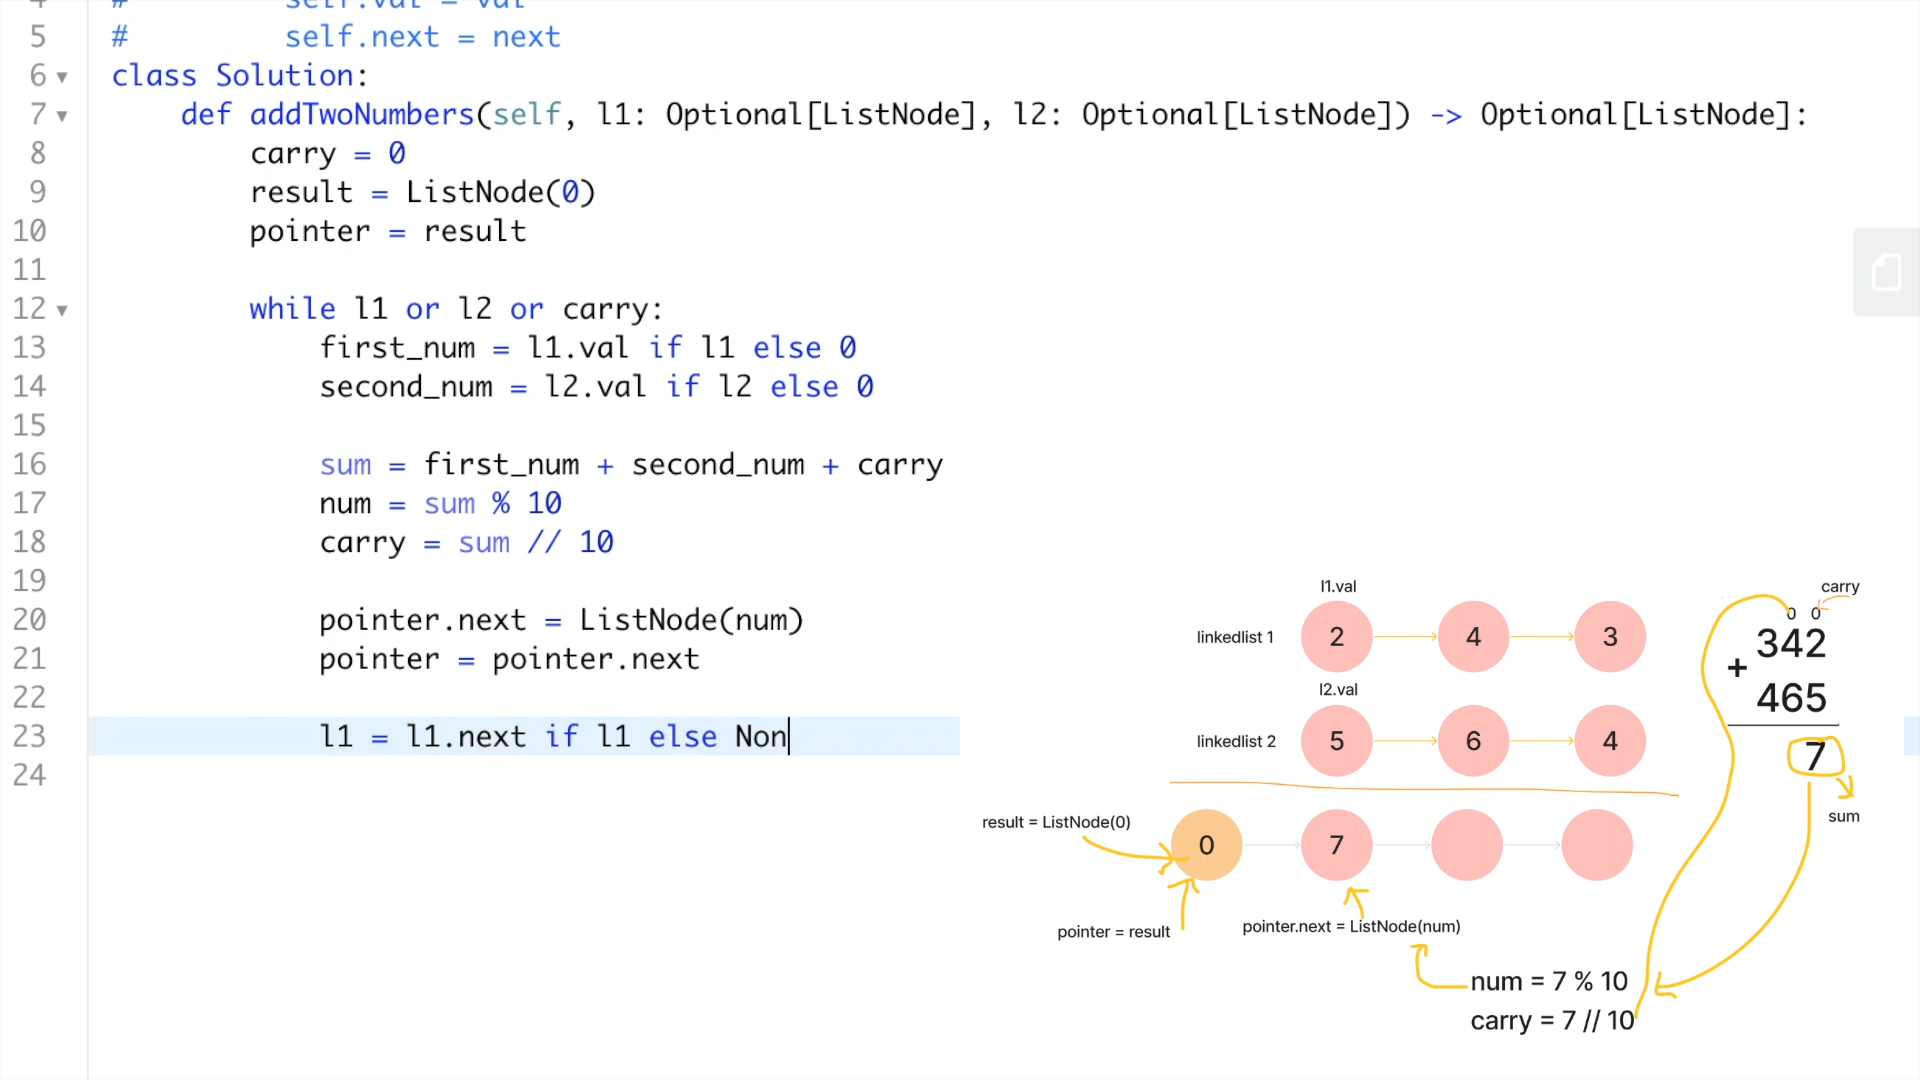 4 # self.val = val
5 # self.next = next
6 class Solution:
7 def addTwoNumbers(self, l1: Optional[ListNode], l2: Optional[ListNode]) -> Optional[ListNode]:
8 carry = 0
9 result = ListNode(0)
10 pointer = result
11
12 while l1 or l2 or carry:
13 first_num = l1.val if l1 else 0
14 second_num = l2.val if l2 else 0
15
16 sum = first_num + second_num + carry
17 num = sum % 10
18 carry = sum // 10
19
20 pointer.next = ListNode(num)
21 pointer = pointer.next
22
23 l1 = l1.next if l1 else Non
24
l1.val
linkedlist 1 2 4 3
l2.val
linkedlist 2 5 6 4
result = ListNode(0)
0 7
pointer = result
pointer.next = ListNode(num)
num = 7 % 10
carry = 7 // 10
carry
0 0
342
+
465
7
sum